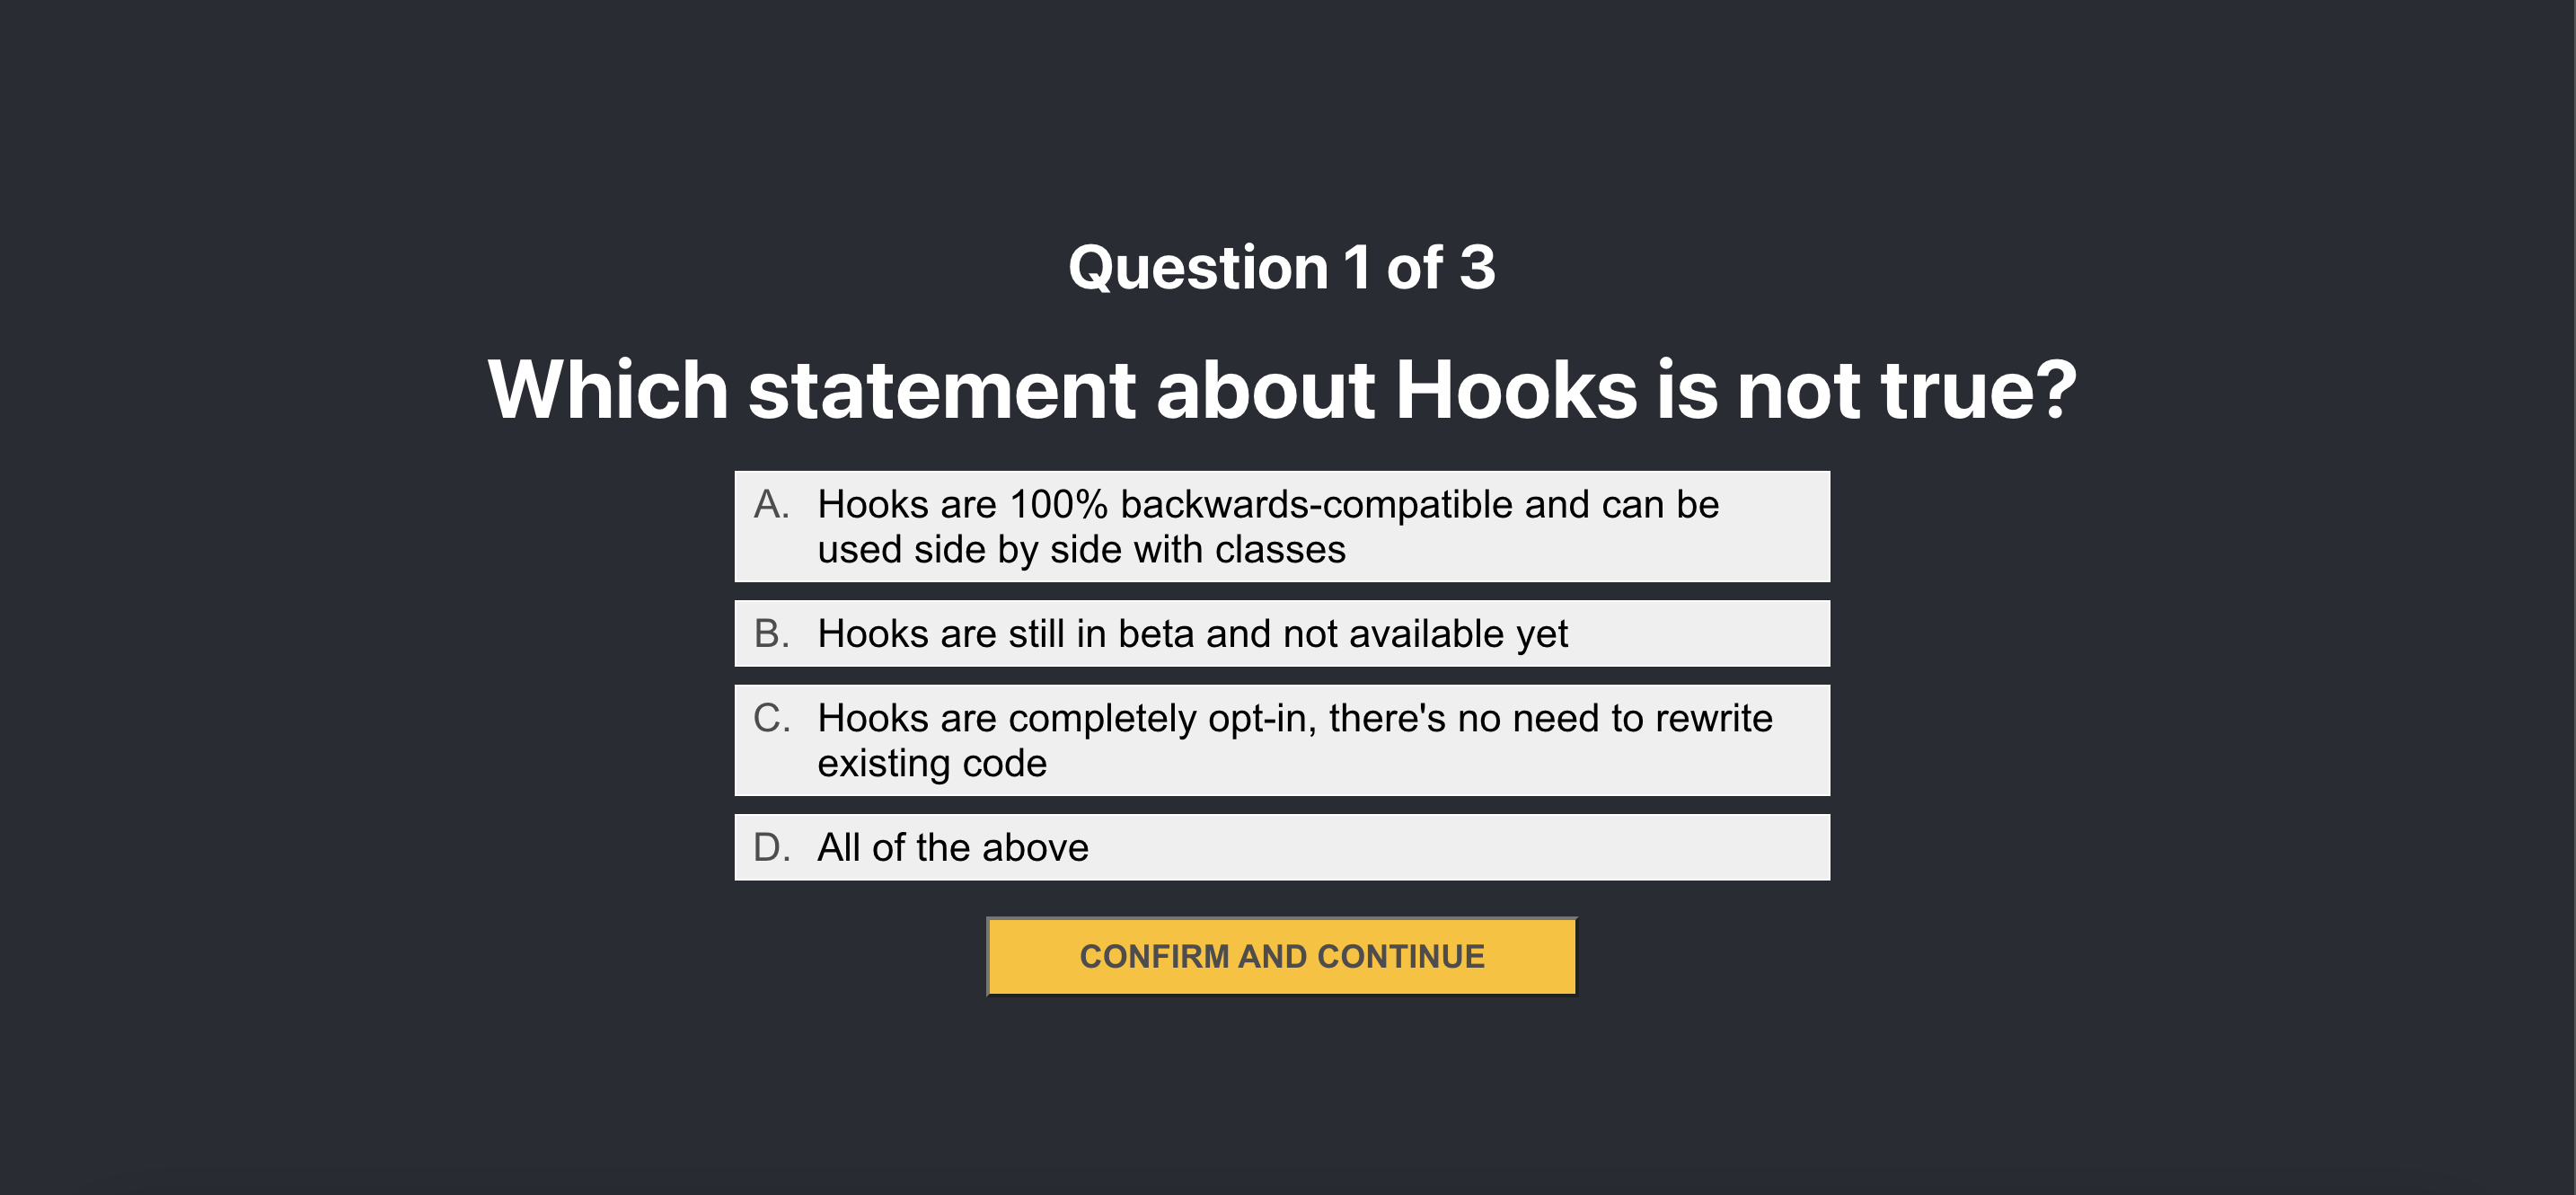 Question 1 of 3
Which statement about Hooks is not true?
A. Hooks are 100% backwards-compatible and can be
used side by side with classes
B. Hooks are still in beta and not available yet
C. Hooks are completely opt-in, there's no need to rewrite
existing code
D. All of the above
CONFIRM AND CONTINUE